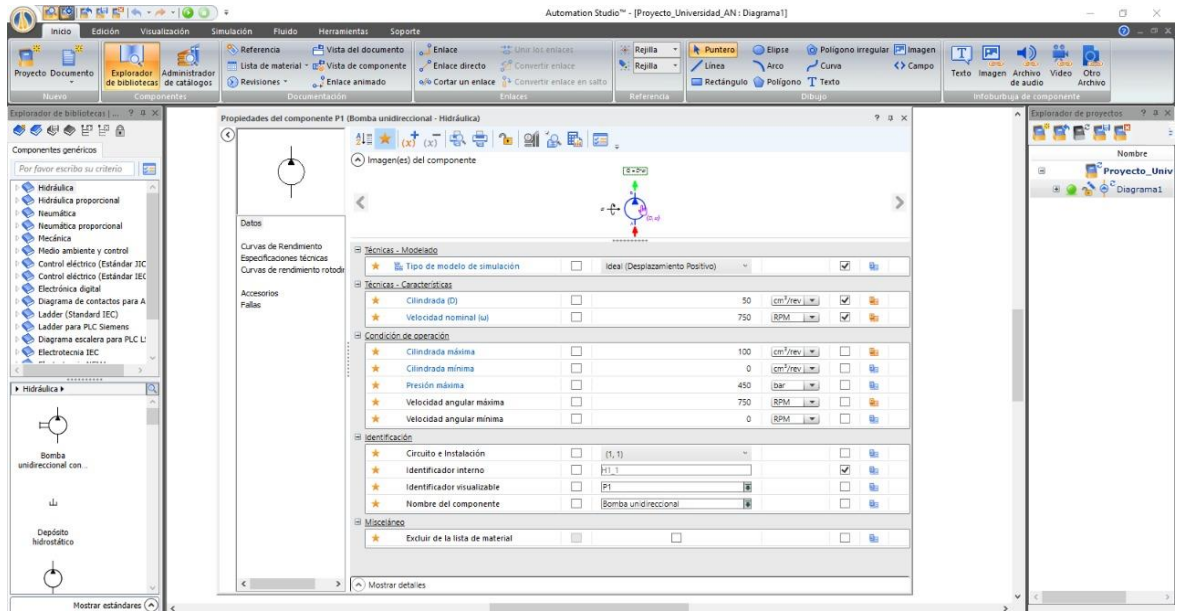 Automation Studio™ - [Proyecto_Universidad_AN : Diagrama1]
Inicio Edición Visualización Simulación Fluido Herramientas Soporte
Proyecto Documento
Nuevo
Explorador de bibliotecas
Administrador de catálogos
Componentes
Referencia
Lista de material
Revisiones
Vista del documento
Vista de componente
Enlace animado
Documentación
Enlace
Enlace directo
Cortar un enlace
Unir los enlaces
Convertir enlace
Convertir enlace en salto
Enlaces
Rejilla
Rejilla
Referencia
Puntero
Línea
Rectángulo
Elipse
Arco
Polígono
Polígono irregular
Curva
Texto
Imagen
Campo
Dibujo
Texto Imagen Archivo de audio Video Otro Archivo
Infoburbuja de componente
Explorador de bibliotecas | ...
Componentes genéricos
Por favor escriba su criterio
Hidráulica
Hidráulica proporcional
Neumática
Neumática proporcional
Mecánica
Medio ambiente y control
Control eléctrico (Estándar JIC
Control eléctrico (Estándar IEC
Electrónica digital
Diagrama de contactos para A
Ladder (Standard IEC)
Ladder para PLC Siemens
Diagrama escalera para PLC L
Electrotecnia IEC
Hidráulica
Bomba
unidireccional con...
Depósito
hidrostático
Mostrar estándares
Propiedades del componente P1 (Bomba unidireccional - Hidráulica)
Datos
Curvas de Rendimiento
Especificaciones técnicas
Curvas de rendimiento rotodin
Accesorios
Fallas
Imagen(es) del componente
Técnicas - Modelado
Tipo de modelo de simulación Ideal (Desplazamiento Positivo)
Técnicas - Características
Cilindrada (D) 50 cm³/rev
Velocidad nominal (ω) 750 RPM
Condición de operación
Cilindrada máxima 100 cm³/rev
Cilindrada mínima 0 cm³/rev
Presión máxima 450 bar
Velocidad angular máxima 750 RPM
Velocidad angular mínima 0 RPM
Identificación
Circuito e Instalación (1, 1)
Identificador interno H1_1
Identificador visualizable P1
Nombre del componente Bomba unidireccional
Misceláneo
Excluir de la lista de material
Mostrar detalles
Explorador de proyectos
Nombre
Proyecto_Univ
Diagrama1